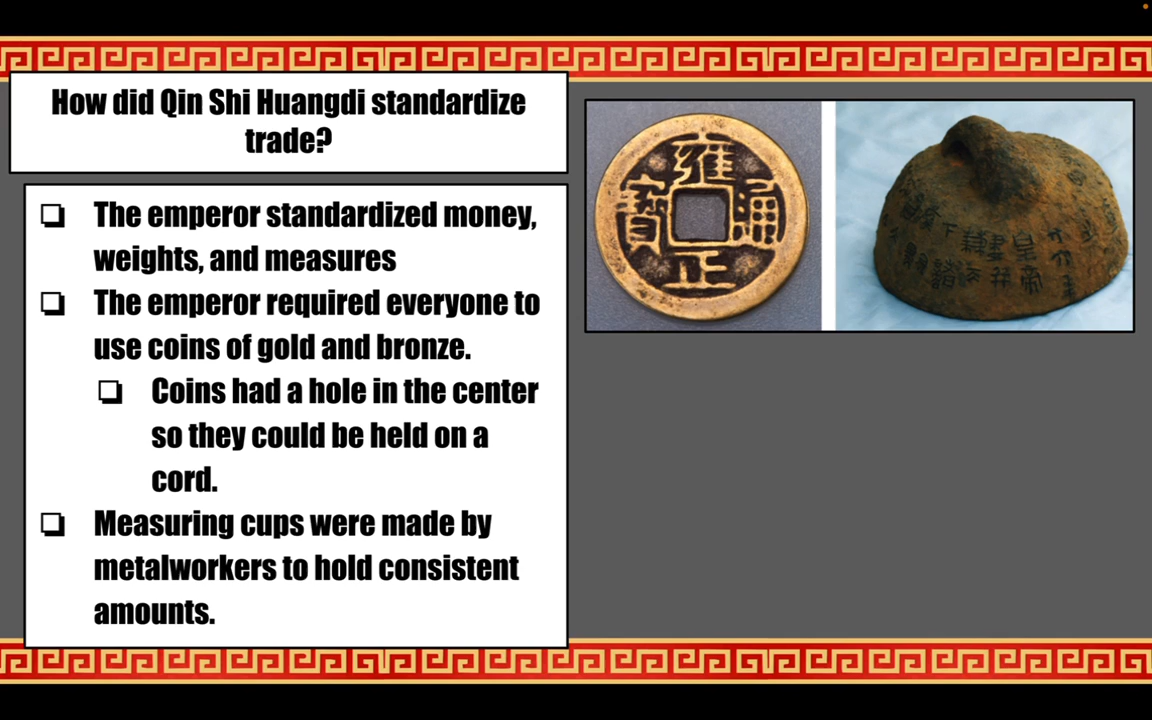 How did Qin Shi Huangdi standardize
trade?
The emperor standardized money,
weights, and measures
The emperor required everyone to
use coins of gold and bronze.
Coins had a hole in the center
so they could be held on a
cord.
Measuring cups were made by
metalworkers to hold consistent
amounts.
雍
寶 通
正
皇
帝